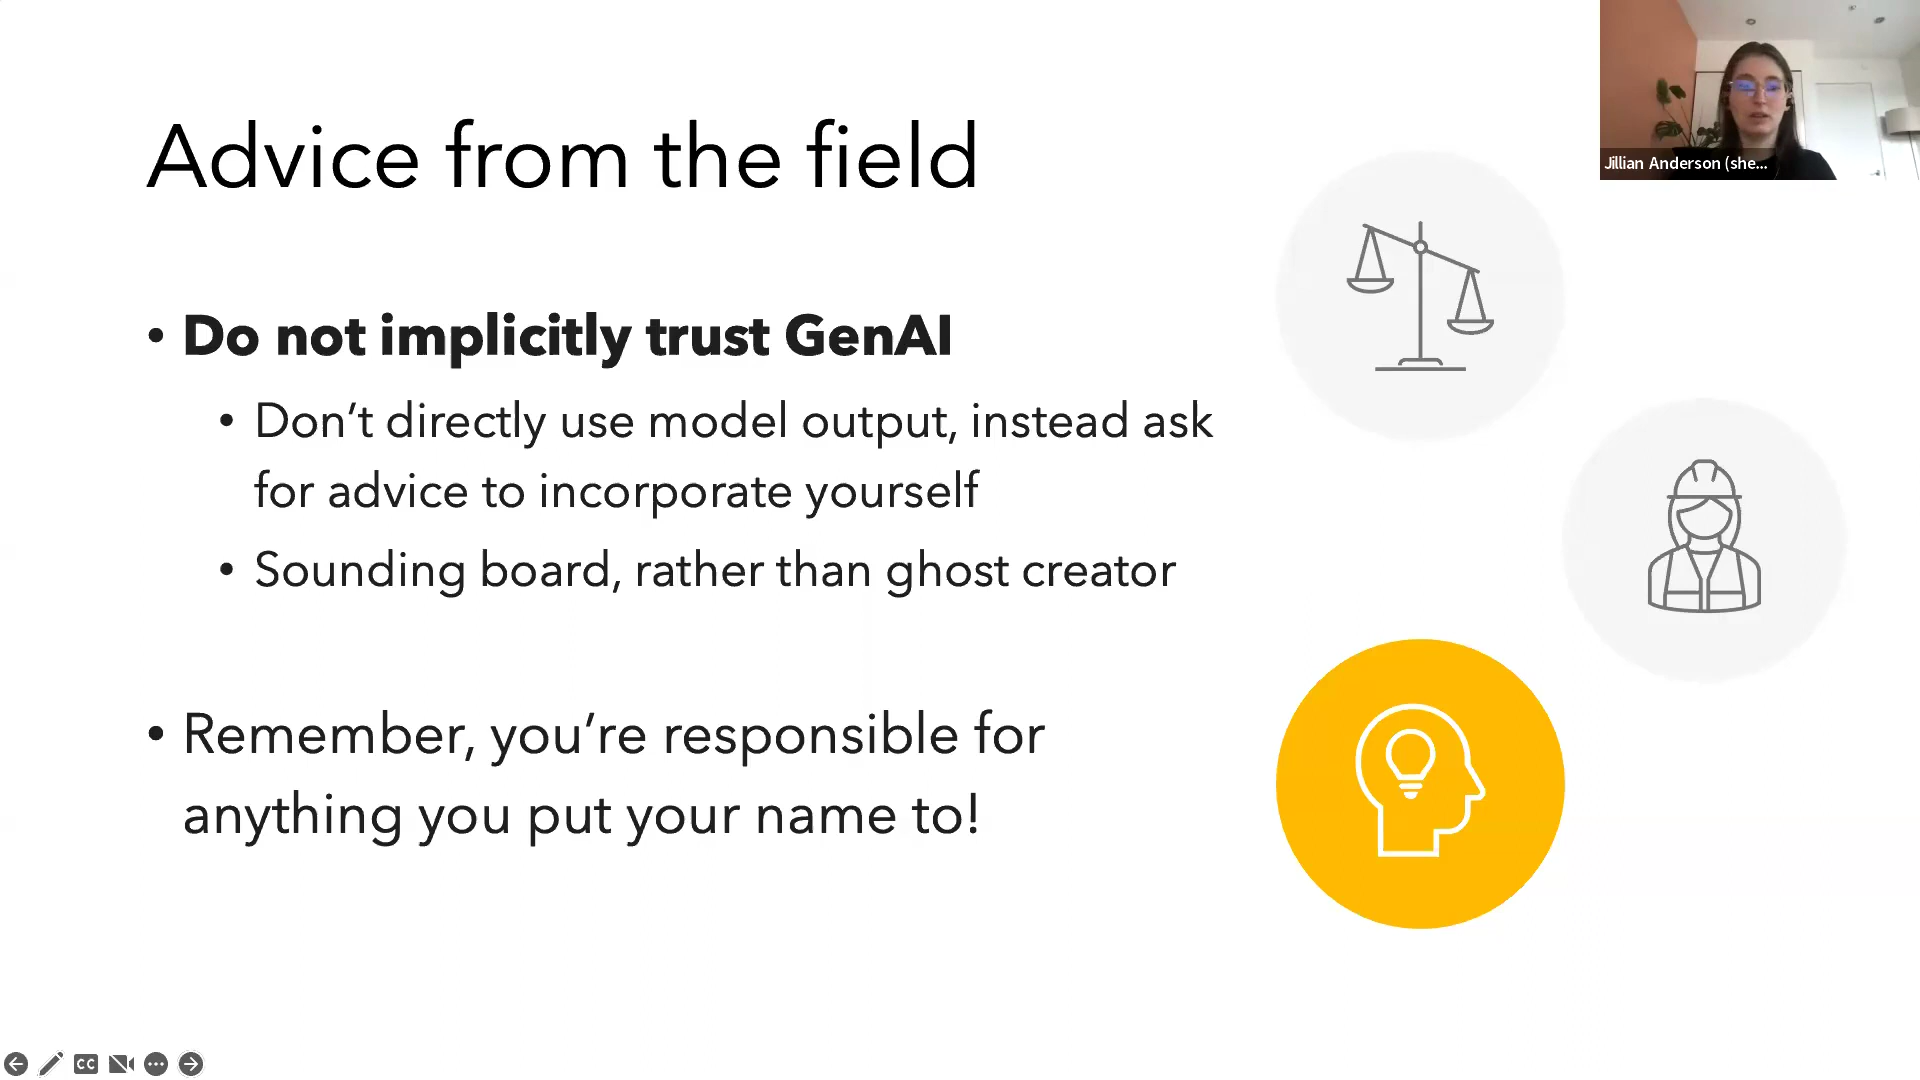 Advice from the field
• Do not implicitly trust GenAI
• Don’t directly use model output, instead ask
for advice to incorporate yourself
• Sounding board, rather than ghost creator
• Remember, you’re responsible for
anything you put your name to!
Jillian Anderson (she...
CC